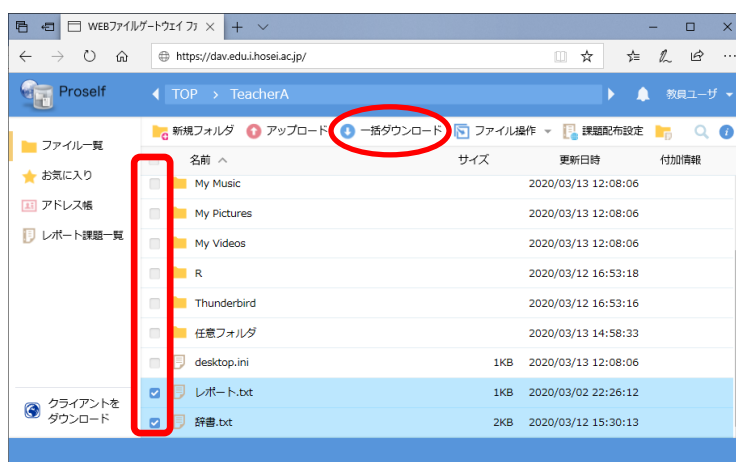 WEBファイルゲートウェイ フ
https://dav.edu.i.hosei.ac.jp/
Proself
TOP > TeacherA
教員ユーザ
新規フォルダ アップロード 一括ダウンロード ファイル操作 課題配布設定
ファイル一覧
お気に入り
アドレス帳
レポート課題一覧
名前 サイズ 更新日時 付加情報
My Music 2020/03/13 12:08:06
My Pictures 2020/03/13 12:08:06
My Videos 2020/03/13 12:08:06
R 2020/03/12 16:53:18
Thunderbird 2020/03/12 16:53:16
任意フォルダ 2020/03/13 14:58:33
desktop.ini 1KB 2020/03/13 12:08:06
レポート.txt 1KB 2020/03/02 22:26:12
辞書.txt 2KB 2020/03/12 15:30:13
クライアントを
ダウンロード